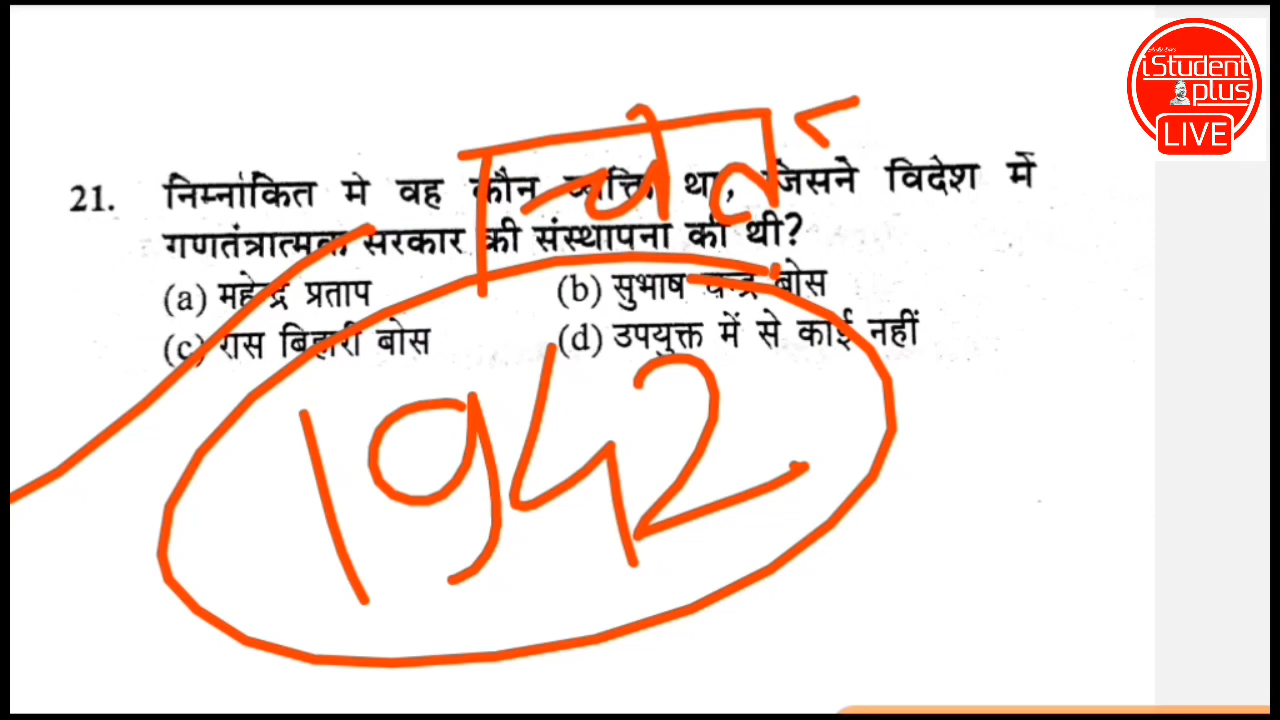 iStudent
plus
LIVE
21. निम्नांकित मे वह कौन व्यक्ति था, जिसने विदेश में
गणतंत्रात्मक सरकार की संस्थापना की थी?
(a) महेन्द्र प्रताप (b) सुभाष चन्द्र बोस
(c) रास बिहारी बोस (d) उपयुक्त में से काई नहीं
1942